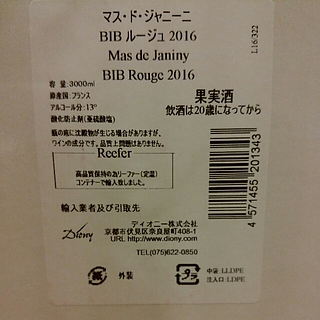 マス・ド・ジャニーニ
BIB ルージュ 2016
Mas de Janiny
BIB Rouge 2016
L16/322
容量:3000ml
原産国:フランス
アルコール分:13°
酸化防止剤(亜硫酸塩)
果実酒
飲酒は20歳になってから
瓶の底に沈殿物が生じる場合がありますが、
ワインの成分です。品質上問題はありません。
Reefer
高品質保持の為リーファー(定温)
コンテナーで輸入致しました。
輸入業者及び引取先
Diony
ディオニー株式会社
京都市伏見区奈良屋町408-1
URL http://www.diony.com
TEL(075)622-0850
4 571455 201343
紙
外装
プラ
中袋:LLDPE
注入口:LDPE